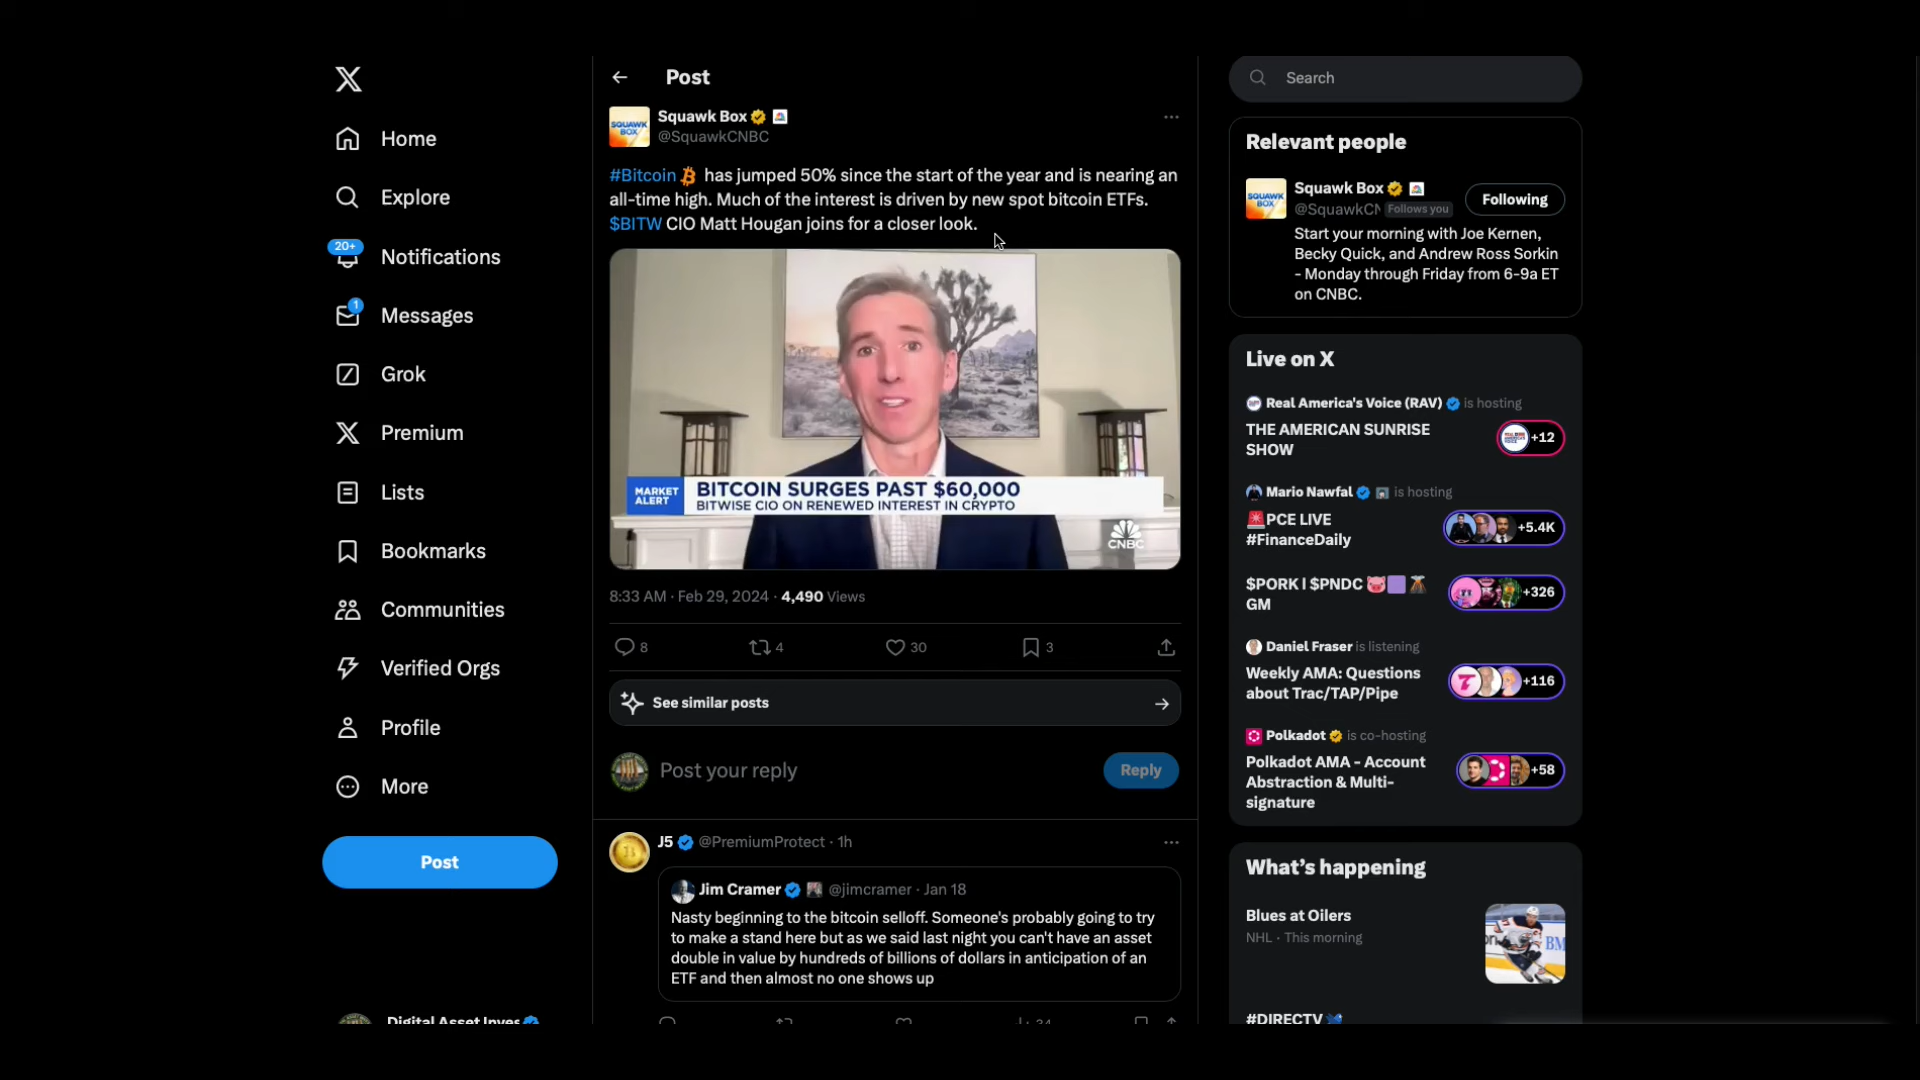 Home
Explore
20+
Notifications
1
Messages
Grok
Premium
Lists
Bookmarks
Communities
Verified Orgs
Profile
More
Post
Post
SQUAWK
BOX
Squawk Box
@SquawkCNBC
#Bitcoin has jumped 50% since the start of the year and is nearing an
all-time high. Much of the interest is driven by new spot bitcoin ETFs.
$BITW CIO Matt Hougan joins for a closer look.
MARKET
ALERT
BITCOIN SURGES PAST $60,000
BITWISE CIO ON RENEWED INTEREST IN CRYPTO
CNBC
8:33 AM · Feb 29, 2024 · 4,490 Views
8
4
30
3
See similar posts
Post your reply
Reply
J5 @PremiumProtect · 1h
Jim Cramer @jimcramer · Jan 18
Nasty beginning to the bitcoin selloff. Someone's probably going to try
to make a stand here but as we said last night you can't have an asset
double in value by hundreds of billions of dollars in anticipation of an
ETF and then almost no one shows up
Search
Relevant people
SQUAWK
BOX
Squawk Box
@SquawkCN Follows you
Following
Start your morning with Joe Kernen,
Becky Quick, and Andrew Ross Sorkin
- Monday through Friday from 6-9a ET
on CNBC.
Live on X
Real America's Voice (RAV) is hosting
THE AMERICAN SUNRISE
SHOW
+12
Mario Nawfal is hosting
PCE LIVE
#FinanceDaily
+5.4K
$PORK l $PNDC
GM
+326
Daniel Fraser is listening
Weekly AMA: Questions
about Trac/TAP/Pipe
+116
Polkadot is co-hosting
Polkadot AMA - Account
Abstraction & Multi-
signature
+58
What's happening
Blues at Oilers
NHL · This morning
#DIRECTV
Digital Asset Inves